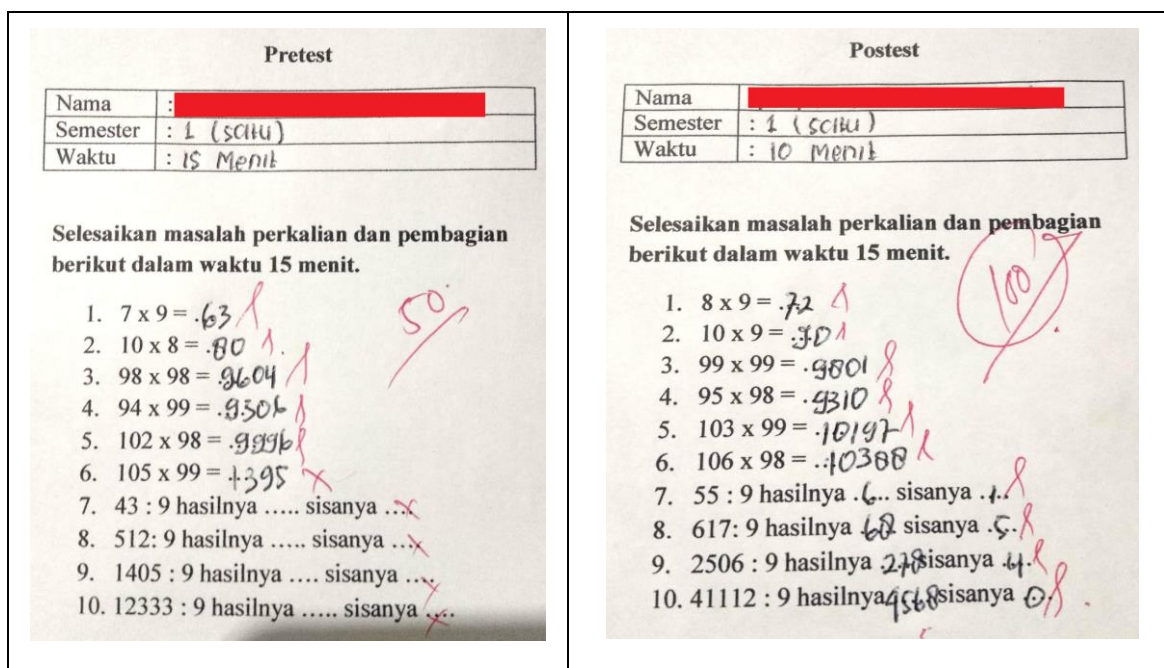 Pretest
Nama :
Semester : 1 (satu)
Waktu : 15 Menit
Selesaikan masalah perkalian dan pembagian
berikut dalam waktu 15 menit.
50
1. 7 x 9 = .63
2. 10 x 8 = .80
3. 98 x 98 = .9604
4. 94 x 99 = .9306
5. 102 x 98 = .9996
6. 105 x 99 = 1395
7. 43 : 9 hasilnya ..... sisanya ....
8. 512: 9 hasilnya ..... sisanya ....
9. 1405 : 9 hasilnya .... sisanya ....
10. 12333 : 9 hasilnya ..... sisanya ....
Postest
Nama
Semester : 1 (satu)
Waktu : 10 Menit
Selesaikan masalah perkalian dan pembagian
berikut dalam waktu 15 menit.
100
1. 8 x 9 = .72
2. 10 x 9 = .90
3. 99 x 99 = .9801
4. 95 x 98 = .9310
5. 103 x 99 = .10197
6. 106 x 98 = ..10388
7. 55 : 9 hasilnya .6.. sisanya .1..
8. 617: 9 hasilnya 68 sisanya .5.
9. 2506 : 9 hasilnya .278 sisanya .4.
10. 41112 : 9 hasilnya 4568 sisanya 0.